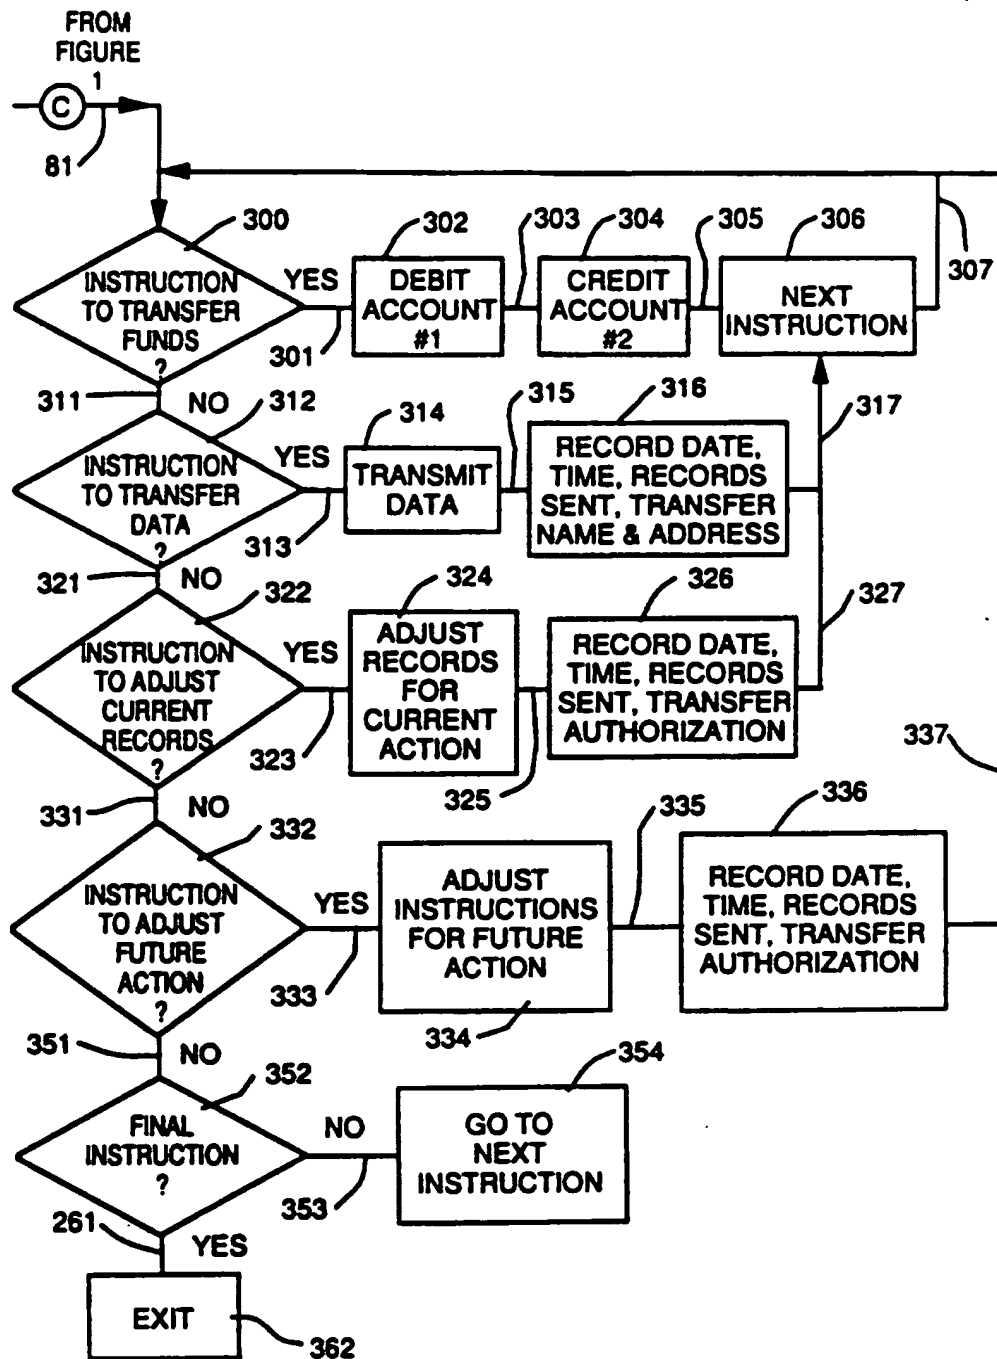 FROM
FIGURE
1
C
81
300
INSTRUCTION
TO TRANSFER
FUNDS
?
YES
301
302
DEBIT
ACCOUNT
#1
303
304
CREDIT
ACCOUNT
#2
305
306
NEXT
INSTRUCTION
307
311
NO
312
INSTRUCTION
TO TRANSFER
DATA
?
YES
313
314
TRANSMIT
DATA
315
316
RECORD DATE,
TIME, RECORDS
SENT, TRANSFER
NAME & ADDRESS
317
321
NO
322
INSTRUCTION
TO ADJUST
CURRENT
RECORDS
?
YES
323
324
ADJUST
RECORDS
FOR
CURRENT
ACTION
325
326
RECORD DATE,
TIME, RECORDS
SENT, TRANSFER
AUTHORIZATION
327
331
NO
332
INSTRUCTION
TO ADJUST
FUTURE
ACTION
?
YES
333
ADJUST
INSTRUCTIONS
FOR FUTURE
ACTION
334
335
336
RECORD DATE,
TIME, RECORDS
SENT, TRANSFER
AUTHORIZATION
337
351
NO
352
FINAL
INSTRUCTION
?
NO
353
354
GO TO
NEXT
INSTRUCTION
261
YES
EXIT
362